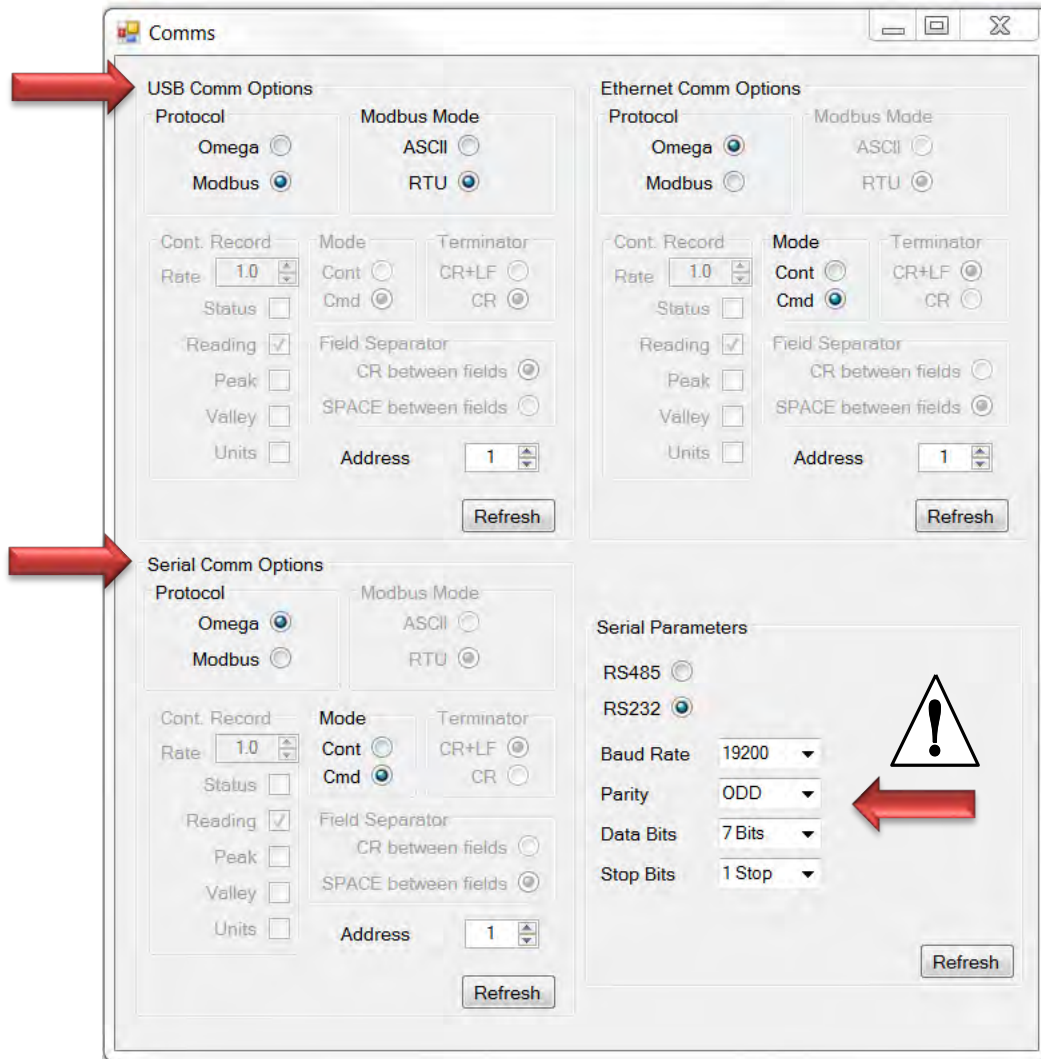 Comms
USB Comm Options
Protocol
Omega
Modbus
Modbus Mode
ASCII
RTU
Cont. Record
Rate 1.0
Status
Reading
Peak
Valley
Units
Mode
Cont
Cmd
Terminator
CR+LF
CR
Field Separator
CR between fields
SPACE between fields
Address 1
Refresh
Ethernet Comm Options
Protocol
Omega
Modbus
Modbus Mode
ASCII
RTU
Cont. Record
Rate 1.0
Status
Reading
Peak
Valley
Units
Mode
Cont
Cmd
Terminator
CR+LF
CR
Field Separator
CR between fields
SPACE between fields
Address 1
Refresh
Serial Comm Options
Protocol
Omega
Modbus
Modbus Mode
ASCII
RTU
Cont. Record
Rate 1.0
Status
Reading
Peak
Valley
Units
Mode
Cont
Cmd
Terminator
CR+LF
CR
Field Separator
CR between fields
SPACE between fields
Address 1
Refresh
Serial Parameters
RS485
RS232
Baud Rate 19200
Parity ODD
Data Bits 7 Bits
Stop Bits 1 Stop
!
Refresh